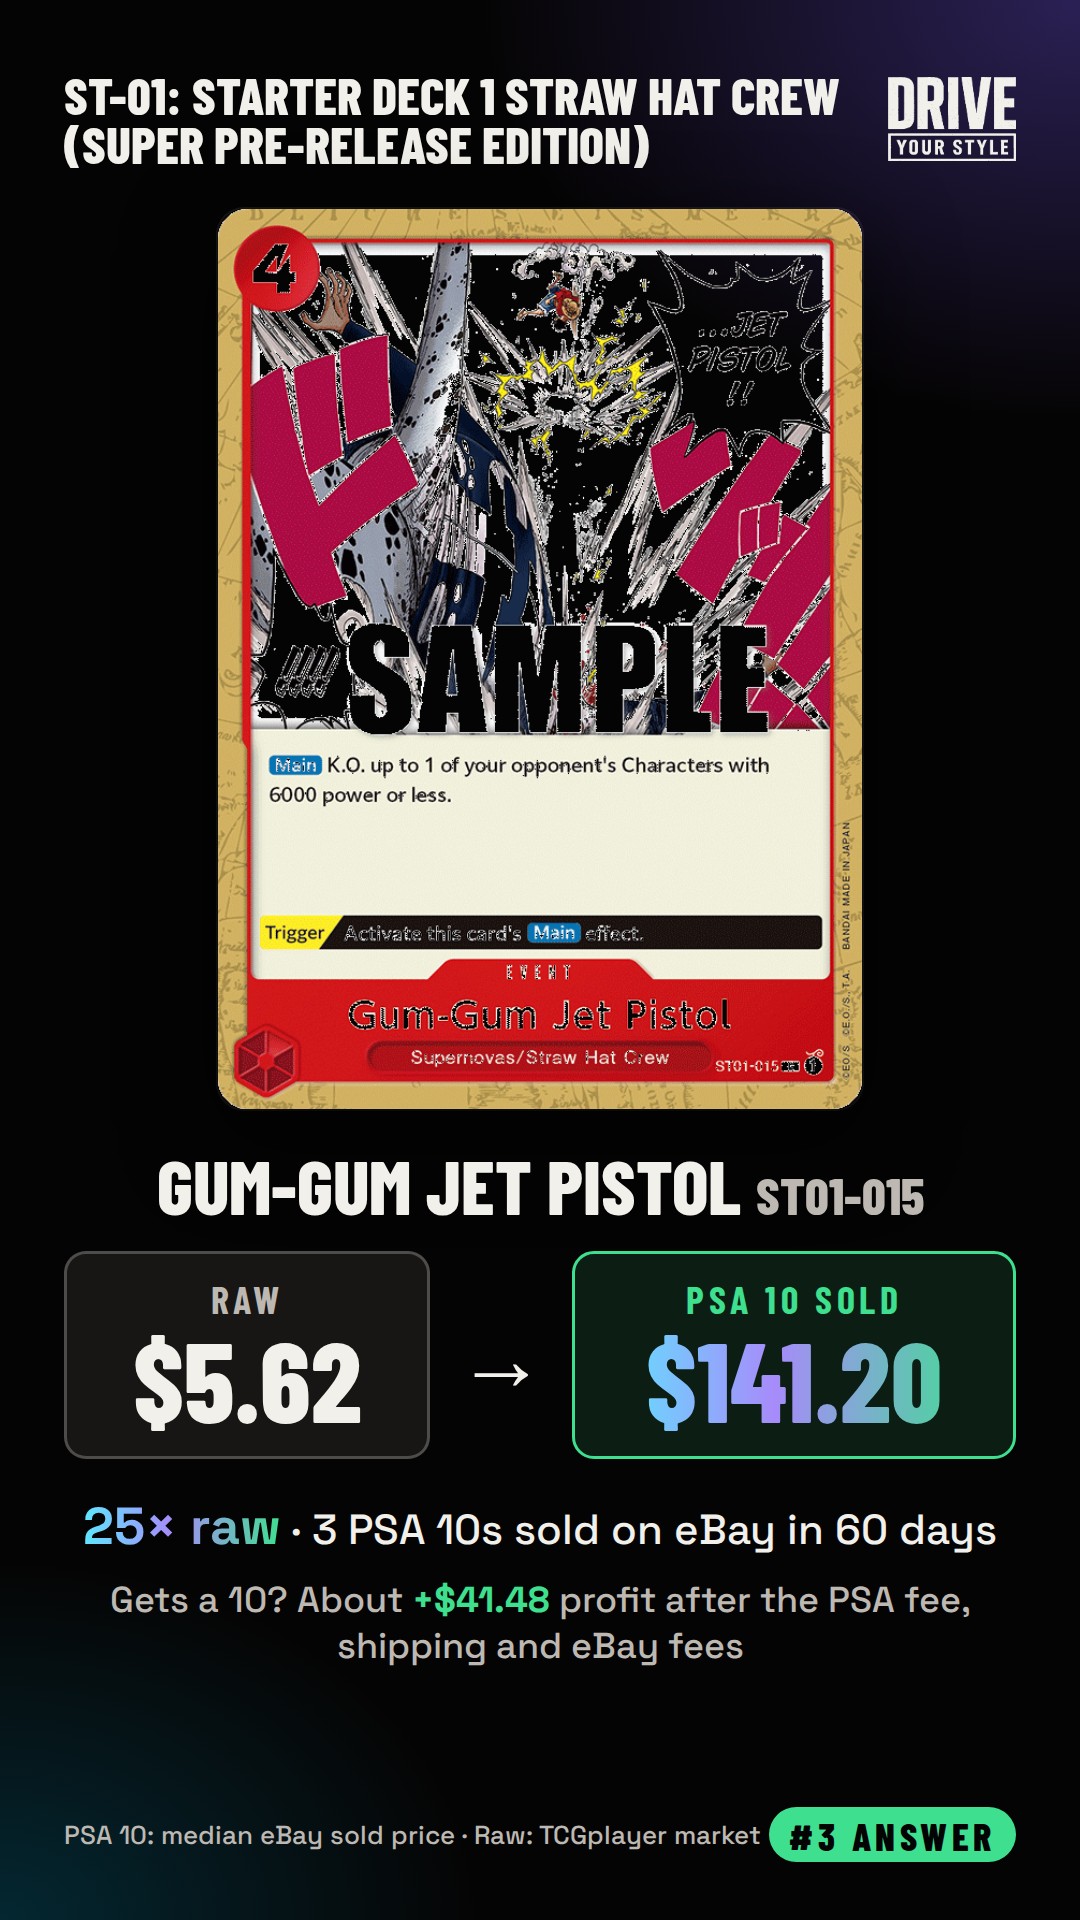 ST-01: STARTER DECK 1 STRAW HAT CREW
(SUPER PRE-RELEASE EDITION)
DRIVE
YOUR STYLE
4
...JET
PISTOL
!!
SAMPLE
Main K.O. up to 1 of your opponent's Characters with
6000 power or less.
Trigger Activate this card's Main effect.
EVENT
Gum-Gum Jet Pistol
Supernovas/Straw Hat Crew
ST01-015
©E.O./S., T.A. BANDAI MADE IN JAPAN
GUM-GUM JET PISTOL ST01-015
RAW
$5.62
→
PSA 10 SOLD
$141.20
25× raw · 3 PSA 10s sold on eBay in 60 days
Gets a 10? About +$41.48 profit after the PSA fee,
shipping and eBay fees
PSA 10: median eBay sold price · Raw: TCGplayer market
#3 ANSWER